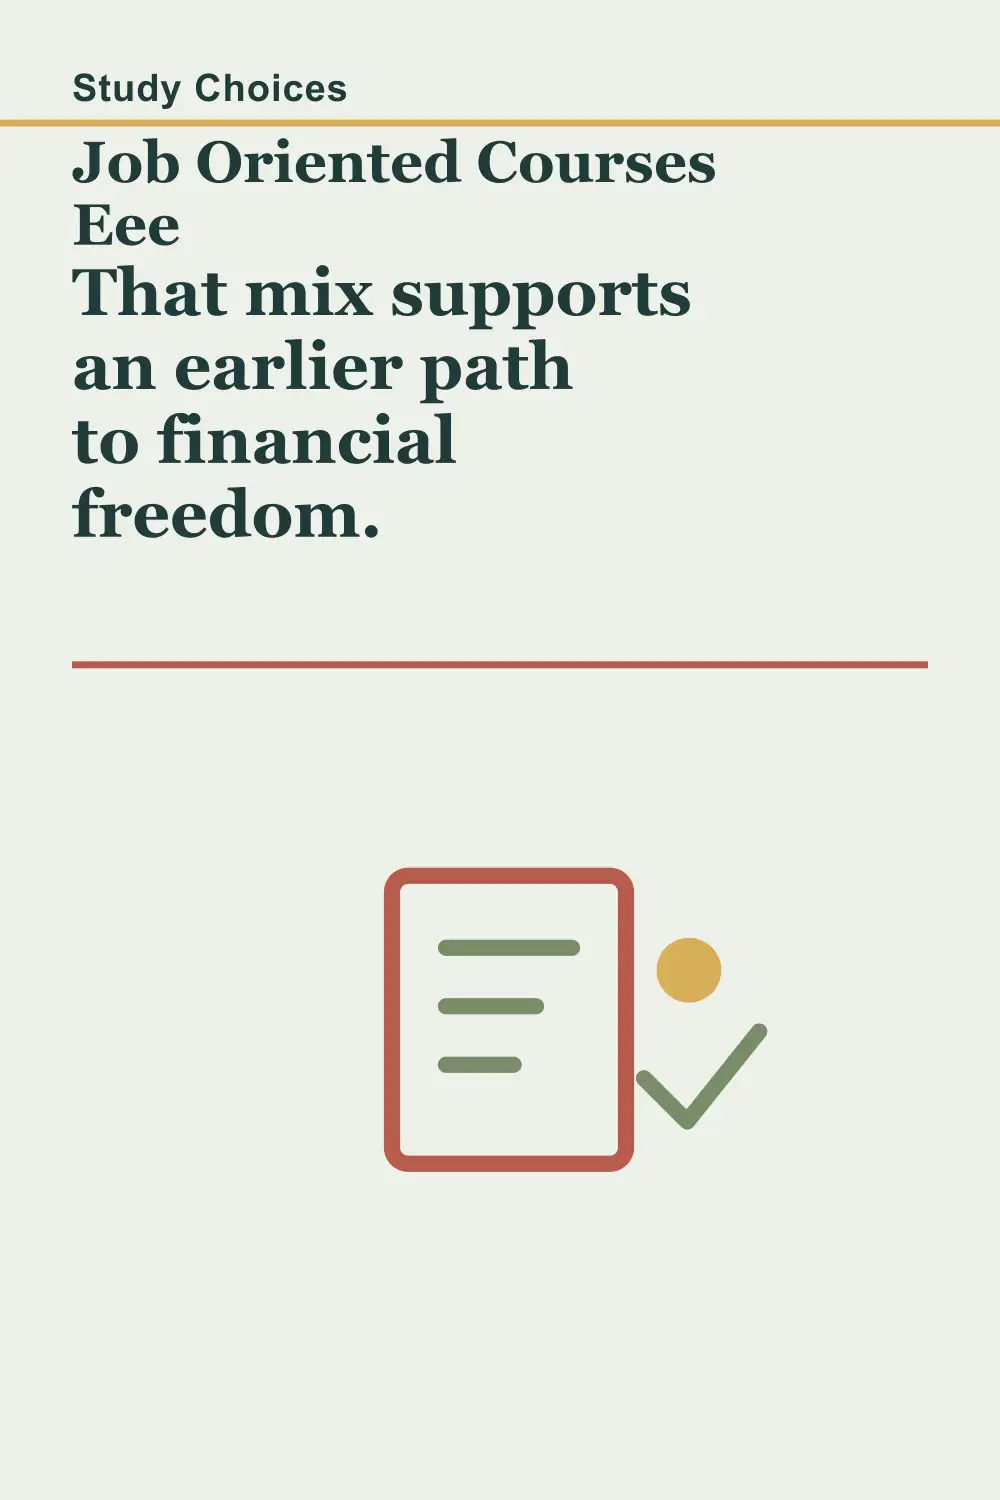 Study Choices
Job Oriented Courses
Eee
That mix supports
an earlier path
to financial
freedom.